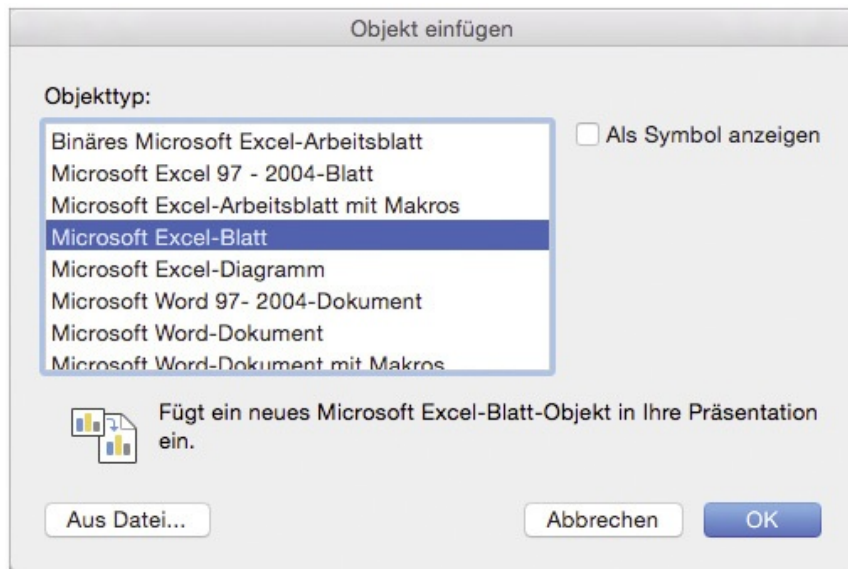 Objekt einfügen
Objekttyp:
Binäres Microsoft Excel-Arbeitsblatt
Als Symbol anzeigen
Microsoft Excel 97 - 2004-Blatt
Microsoft Excel-Arbeitsblatt mit Makros
Microsoft Excel-Blatt
Microsoft Excel-Diagramm
Microsoft Word 97- 2004-Dokument
Microsoft Word-Dokument
Microsoft Word-Dokument mit Makros
Fügt ein neues Microsoft Excel-Blatt-Objekt in Ihre Präsentation
ein.
Aus Datei...
Abbrechen
OK